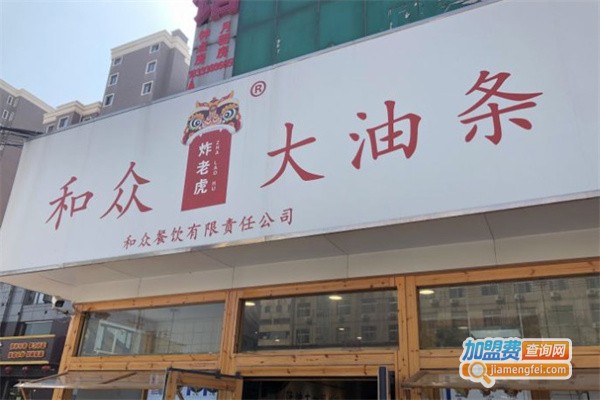 和众 炸老虎 ZHA LAO HU ® 大油条
和众餐饮有限责任公司
加盟费查询网
jiamengfei.com